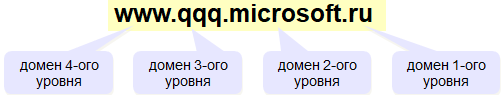 www.qqq.microsoft.ru
домен 4-ого
уровня
домен 3-ого
уровня
домен 2-ого
уровня
домен 1-ого
уровня